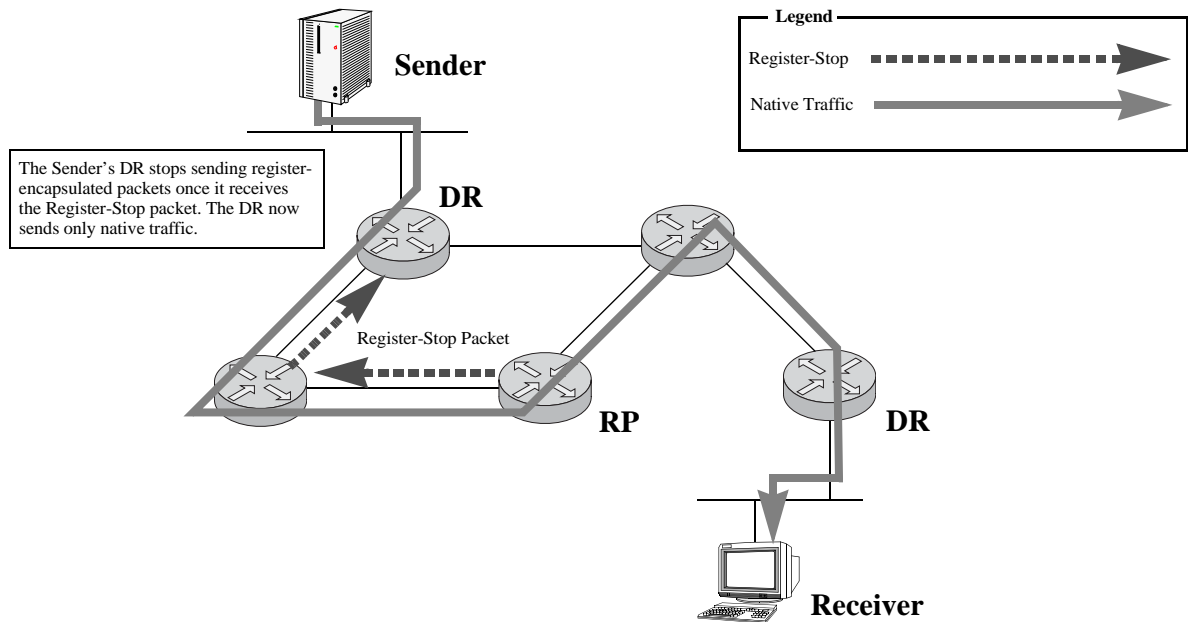 Sender
Legend
Register-Stop
Native Traffic
The Sender's DR stops sending register-
encapsulated packets once it receives
the Register-Stop packet. The DR now
sends only native traffic.
DR
Register-Stop Packet
RP
DR
Receiver